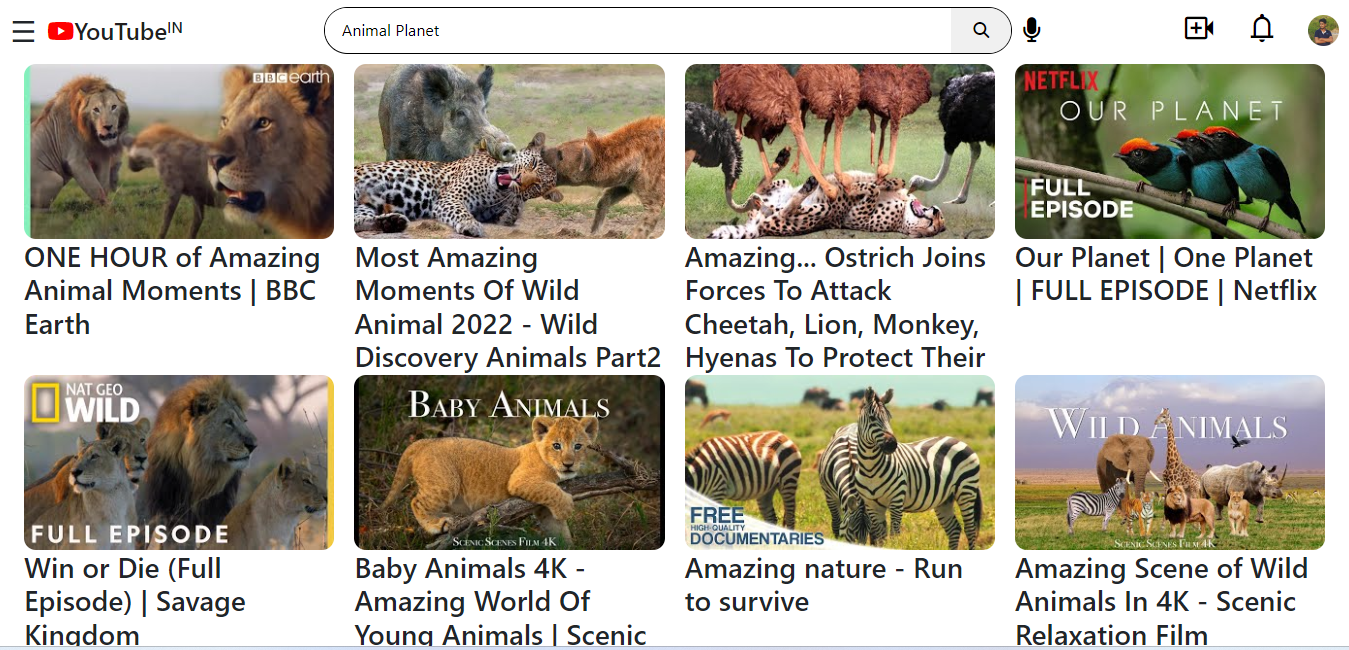 YouTube IN
Animal Planet
BBC earth
NETFLIX
OUR PLANET
FULL
EPISODE
ONE HOUR of Amazing
Animal Moments | BBC
Earth
Most Amazing
Moments Of Wild
Animal 2022 - Wild
Discovery Animals Part2
Amazing... Ostrich Joins
Forces To Attack
Cheetah, Lion, Monkey,
Hyenas To Protect Their
Our Planet | One Planet
| FULL EPISODE | Netflix
NAT GEO
WILD
FULL EPISODE
BABY ANIMALS
SCENIC SCENES FILM 4K
FREE
HIGH-QUALITY
DOCUMENTARIES
WILD ANIMALS
SCENIC SCENES FILM 4K
Win or Die (Full
Episode) | Savage
Kingdom
Baby Animals 4K -
Amazing World Of
Young Animals | Scenic
Amazing nature - Run
to survive
Amazing Scene of Wild
Animals In 4K - Scenic
Relaxation Film